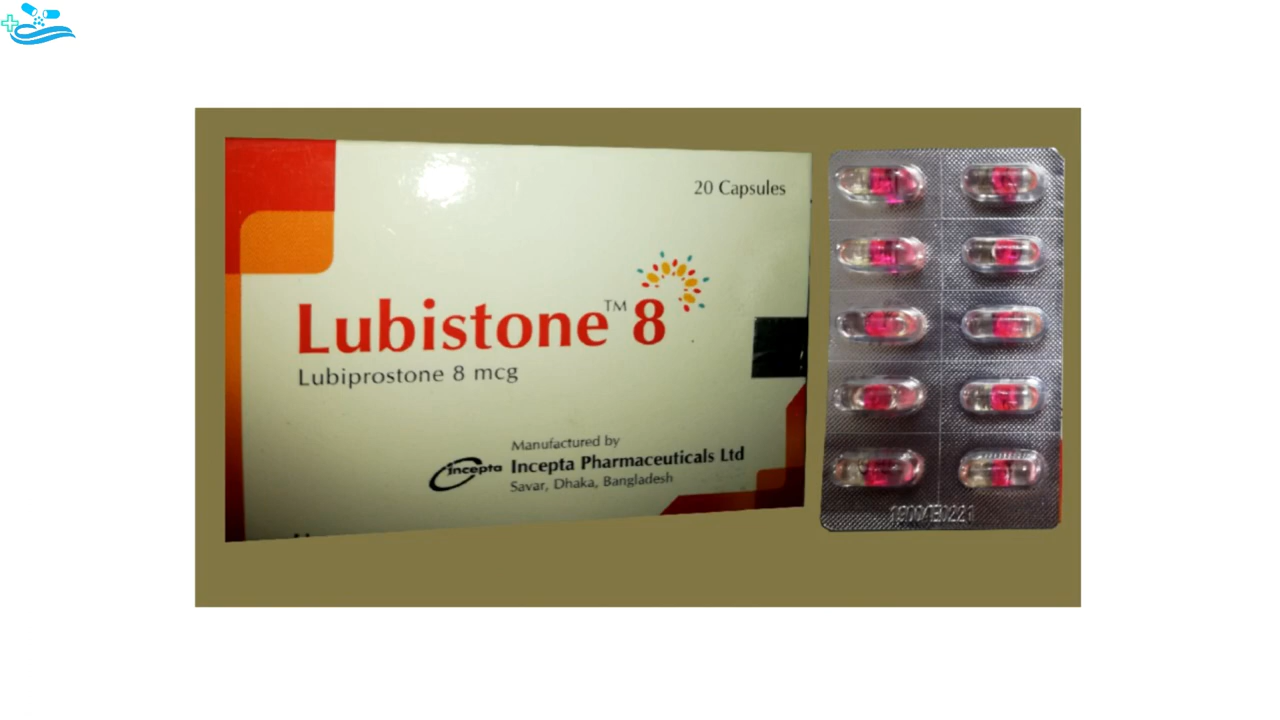 20 Capsules
Lubistone™ 8
Lubiprostone 8 mcg
Manufactured by
incepta Incepta Pharmaceuticals Ltd
Savar, Dhaka, Bangladesh